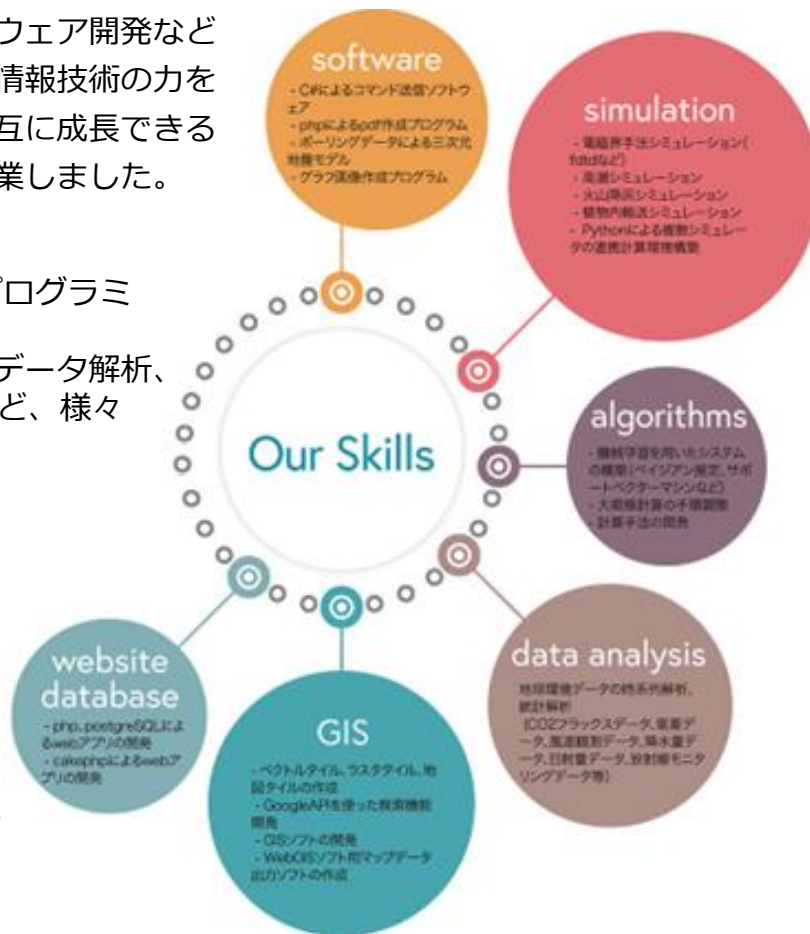 ウェア開発など
情報技術の力を
互に成長できる
業しました。
プログラミ
データ解析、
ど、様々
Our Skills
software
- C#によるコマンド送信ソフトウ
ェア
- phpによるpdf作成プログラム
- ボーリングデータによる三次元
地盤モデル
- グラフ画像作成プログラム
simulation
- 電磁界手法シミュレーション(
fdtdなど)
シミュレーション
- 火山降灰シミュレーション
- 植物内輸送シミュレーション
- Pythonによる複数シミュレー
タの連携計算環境構築
algorithms
- 機械学習を用いたシステム
の構築(ベイジアン推定、サポ
ートベクターマシンなど)
- 大規模計算の手順調整
- 計算手法の開発
data analysis
地球環境データの時系列解析、
統計解析
(CO2フラックスデータ、気象デ
ータ、風速観測データ、降水量デ
ータ、日射量データ、放射線モニタ
リングデータ等)
GIS
- ベクトルタイル、ラスタタイル、地
図タイルの作成
- GoogleAPIを使った検索機能
開発
- GISソフトの開発
- WebGISソフト用マップデータ
出力ソフトの作成
website
database
- php、postgreSQLによ
るwebアプリの開発
- cakephpによるwebア
プリの開発